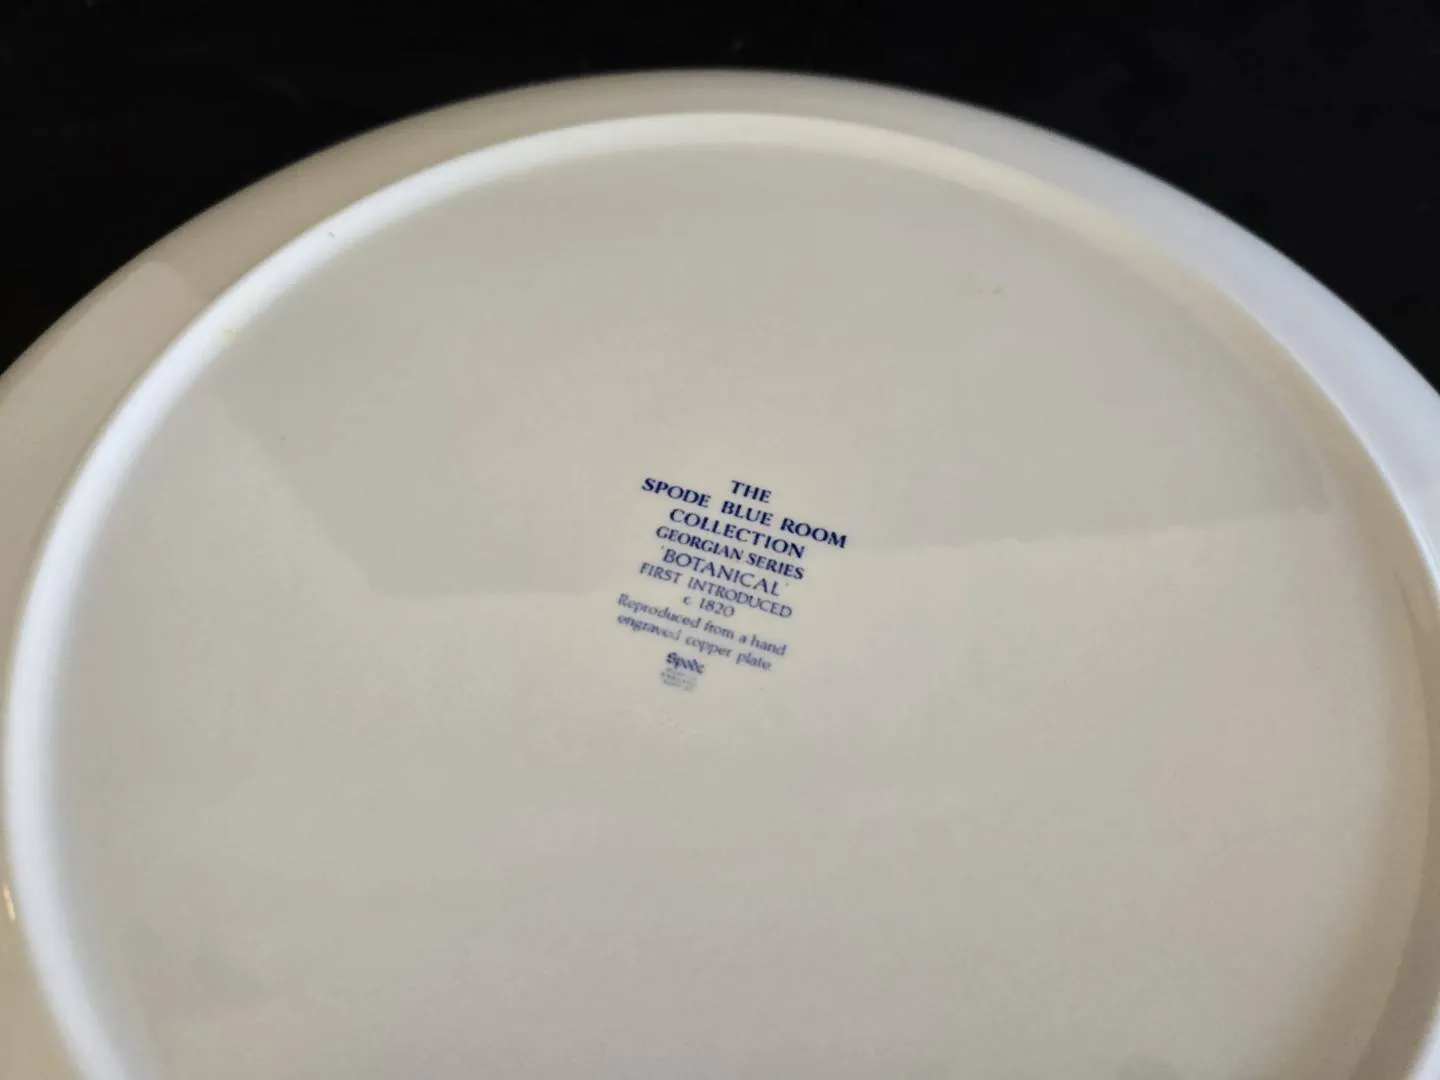 THE
SPODE BLUE ROOM
COLLECTION
GEORGIAN SERIES
'BOTANICAL'
FIRST INTRODUCED
c. 1820
Reproduced from a hand
engraved copper plate
Spode